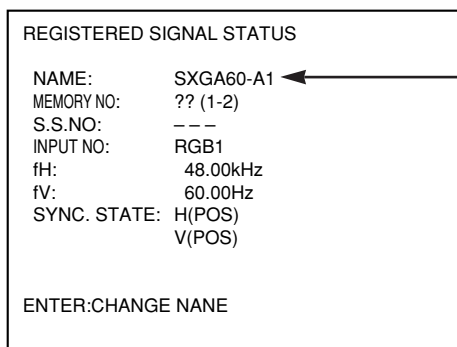 REGISTERED SIGNAL STATUS
NAME: SXGA60-A1
MEMORY NO: ?? (1-2)
S.S.NO: – – –
INPUT NO: RGB1
fH: 48.00kHz
fV: 60.00Hz
SYNC. STATE: H(POS)
V(POS)
ENTER:CHANGE NANE